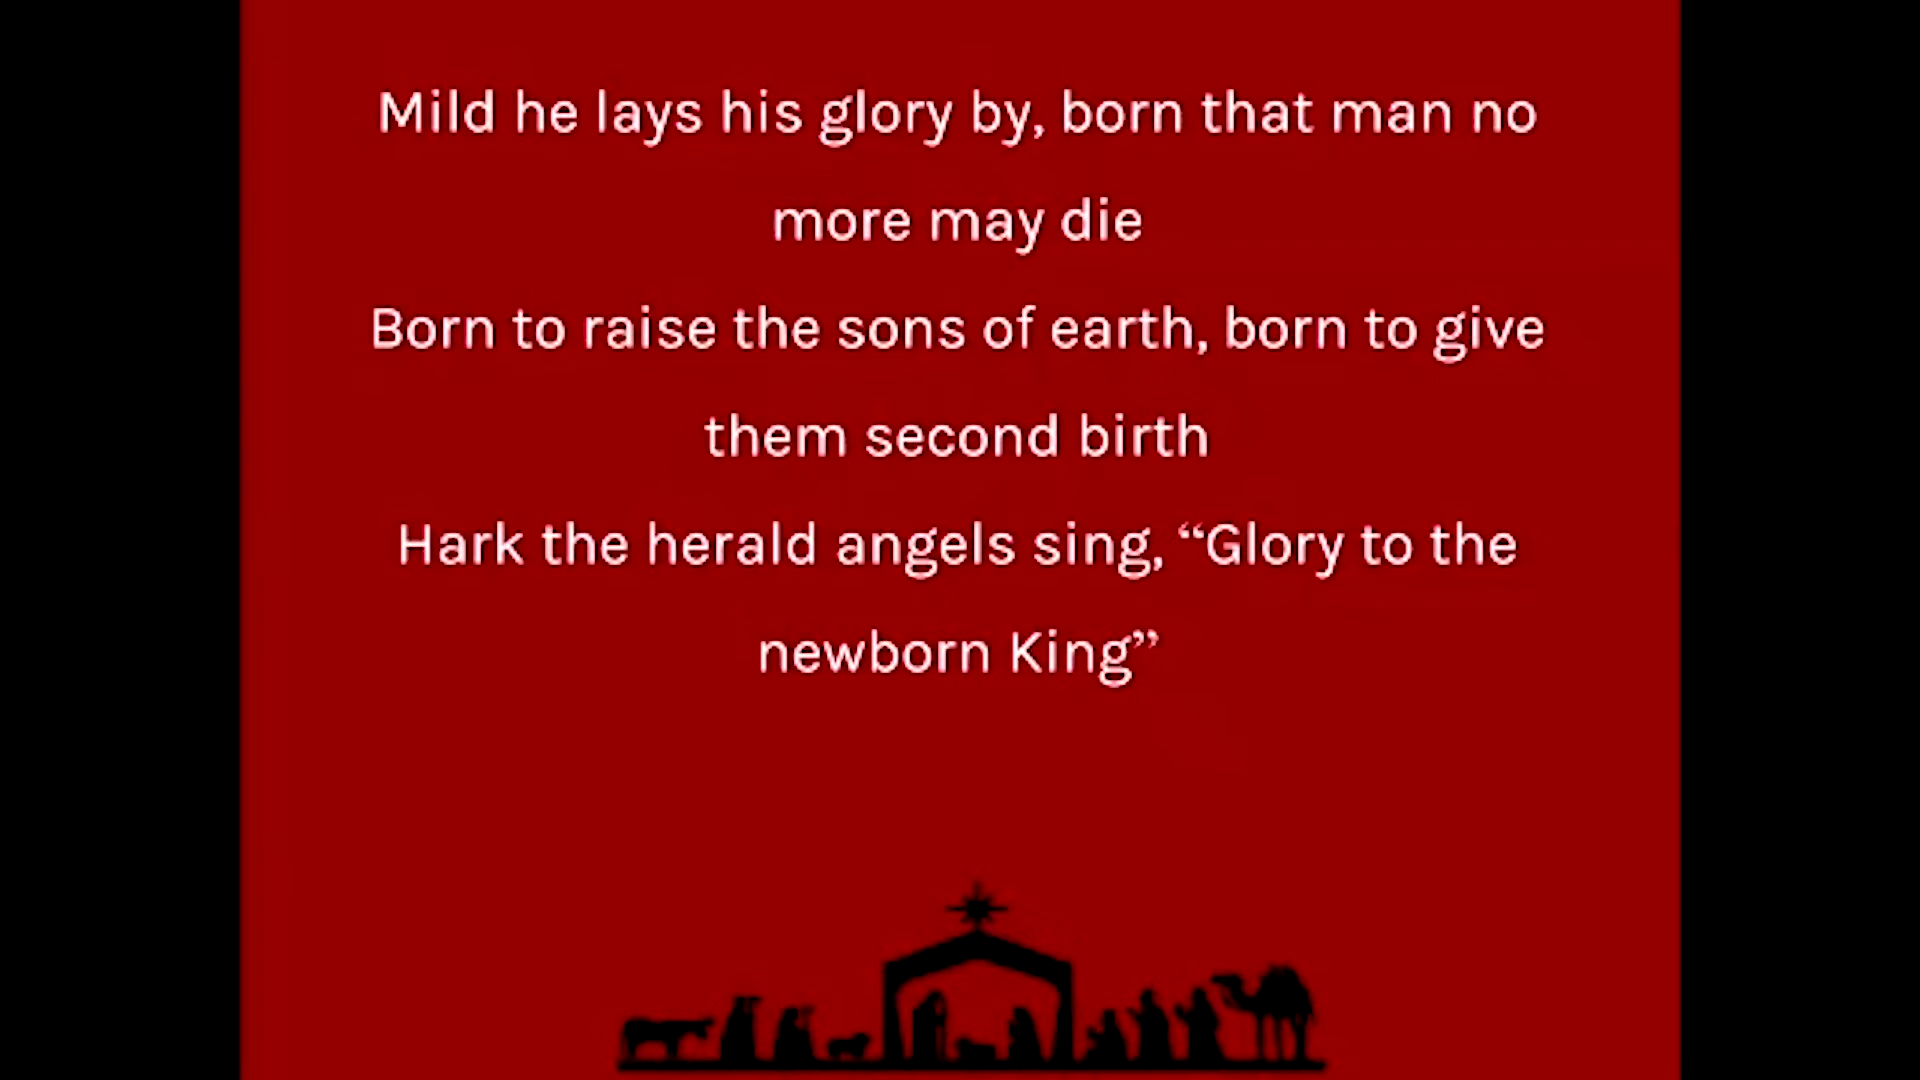 Mild he lays his glory by, born that man no
more may die
Born to raise the sons of earth, born to give
them second birth
Hark the herald angels sing, “Glory to the
newborn King”